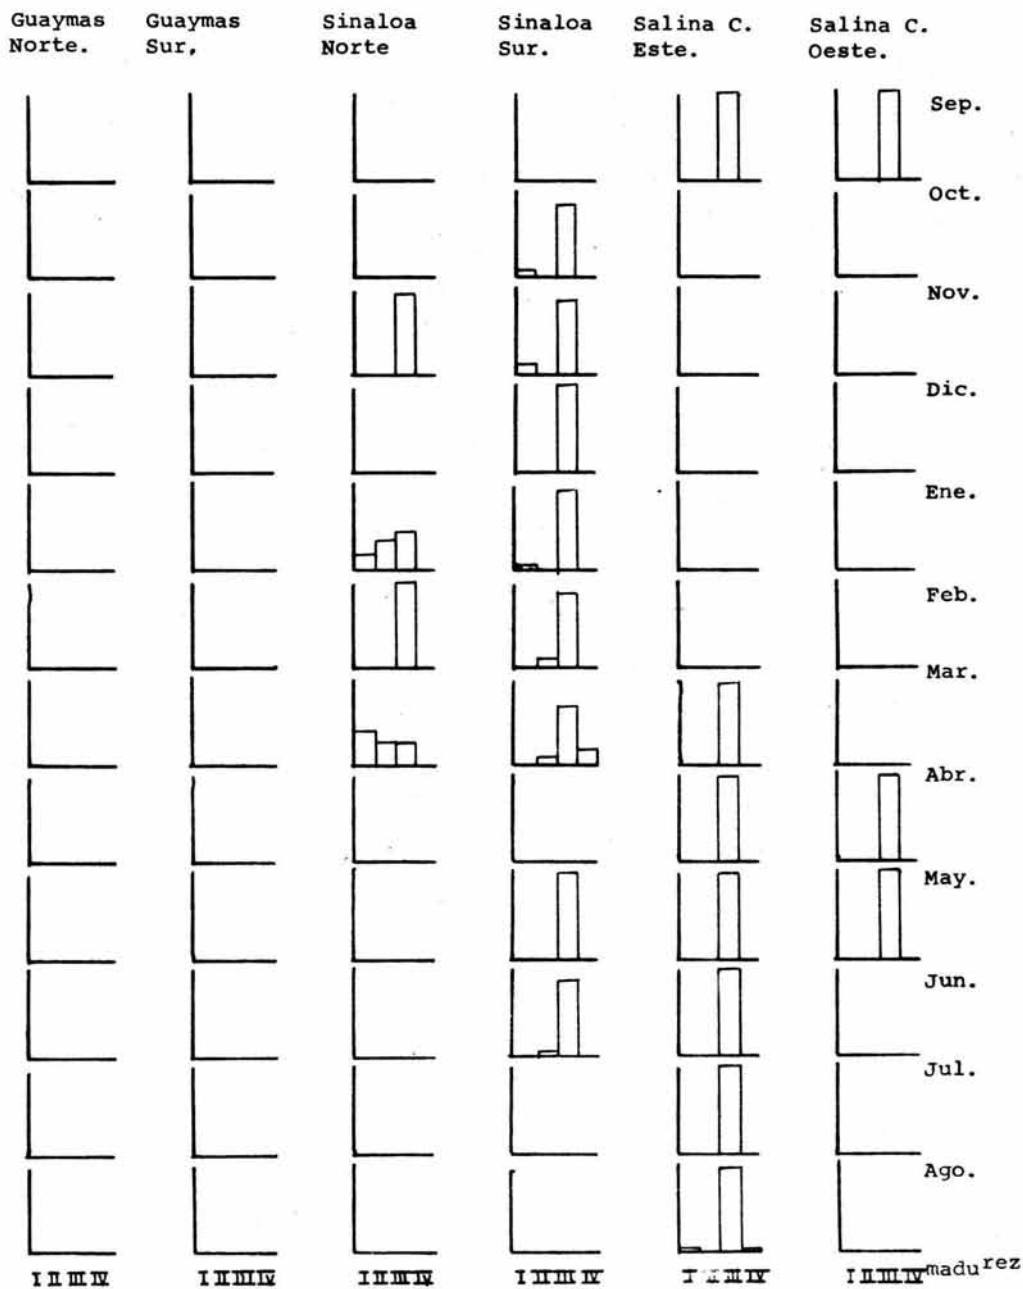 Guaymas Norte.
Guaymas Sur,
Sinaloa Norte
Sinaloa Sur.
Salina C. Este.
Salina C. Oeste.
Sep.
Oct.
Nov.
Dic.
Ene.
Feb.
Mar.
Abr.
May.
Jun.
Jul.
Ago.
I II III IV I II III IV I II III IV I II III IV I II III IV I II III IV madurez